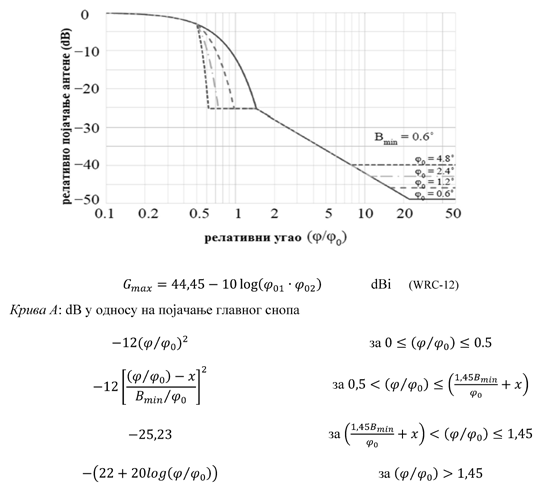 0
−10
−20
−30
−40
−50
релативно појачање антене (dB)
B_min = 0.6°
φ₀ = 4.8°
φ₀ = 2.4°
φ₀ = 1.2°
φ₀ = 0.6°
0.1 0.2 0.5 1 2 5 10 20 50
релативни угао (φ/φ₀)
G_max = 44,45 − 10 log(φ₀₁ · φ₀₂) dBi (WRC-12)
Крива А: dB у односу на појачање главног снопа
−12(φ/φ₀)² за 0 ≤ (φ/φ₀) ≤ 0.5
−12[((φ/φ₀) − x)/(B_min/φ₀)]² за 0,5 < (φ/φ₀) ≤ (1,45B_min/φ₀ + x)
−25,23 за (1,45B_min/φ₀ + x) < (φ/φ₀) ≤ 1,45
−(22 + 20log(φ/φ₀)) за (φ/φ₀) > 1,45